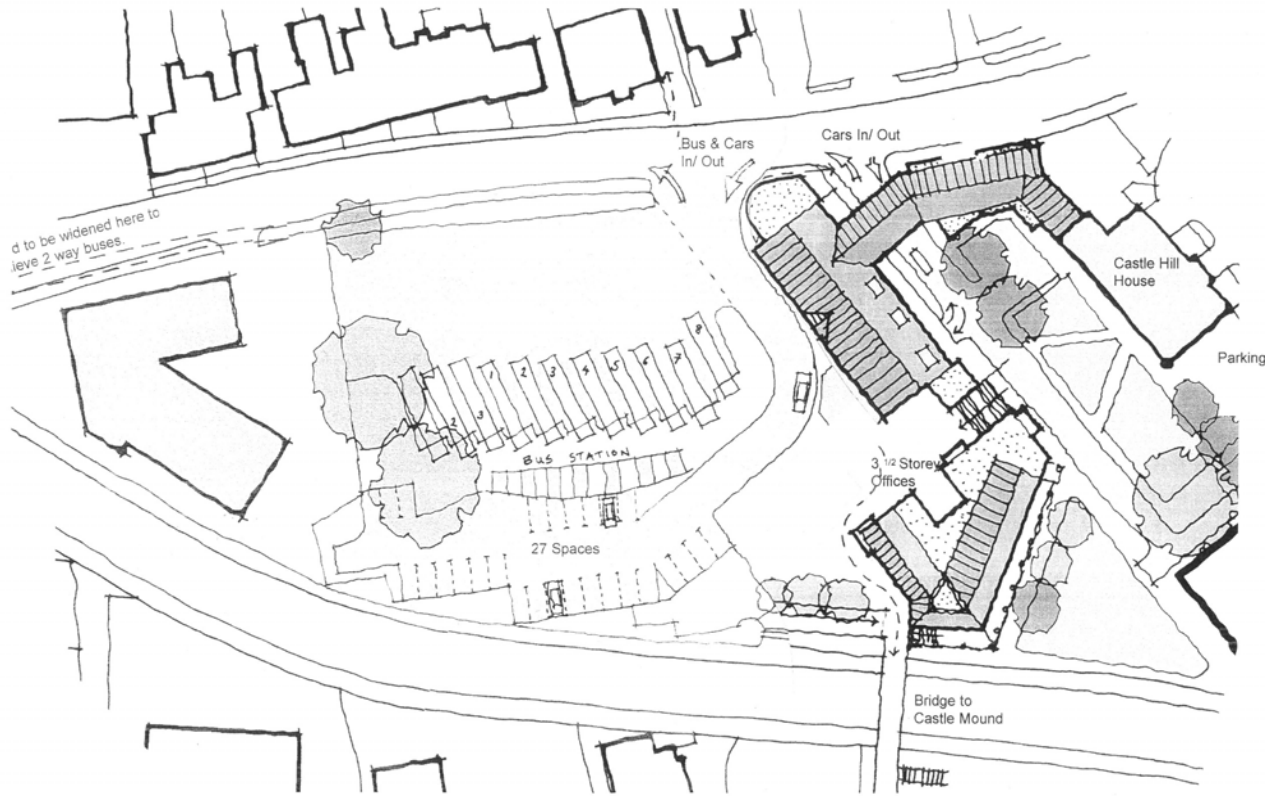 Bus & Cars
In/ Out
Cars In/ Out
d to be widened here to
ieve 2 way buses.
Castle Hill
House
Parking
8
7
6
5
4
3
2
1
2
3
BUS STATION
3 1/2 Storey
Offices
27 Spaces
Bridge to
Castle Mound